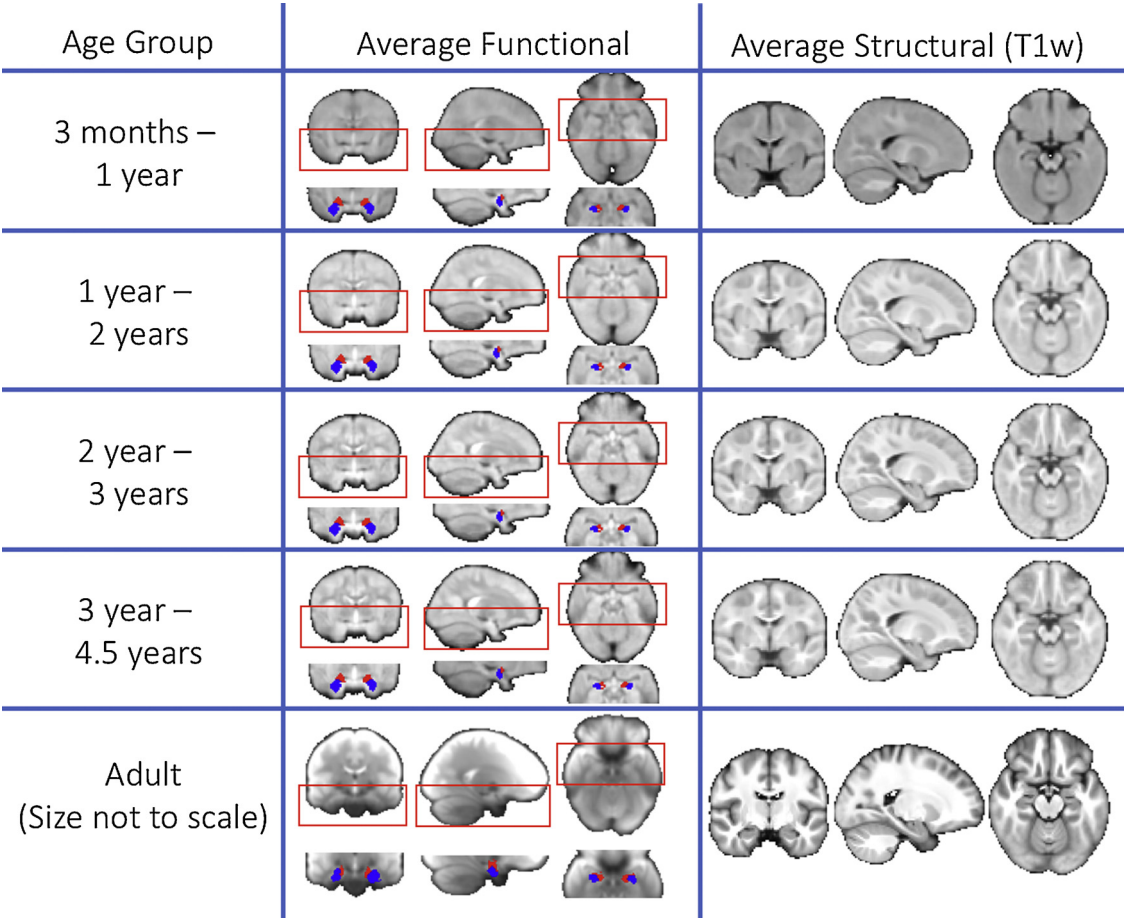 Age Group
Average Functional
Average Structural (T1w)
3 months –
1 year
1 year –
2 years
2 year –
3 years
3 year –
4.5 years
Adult
(Size not to scale)